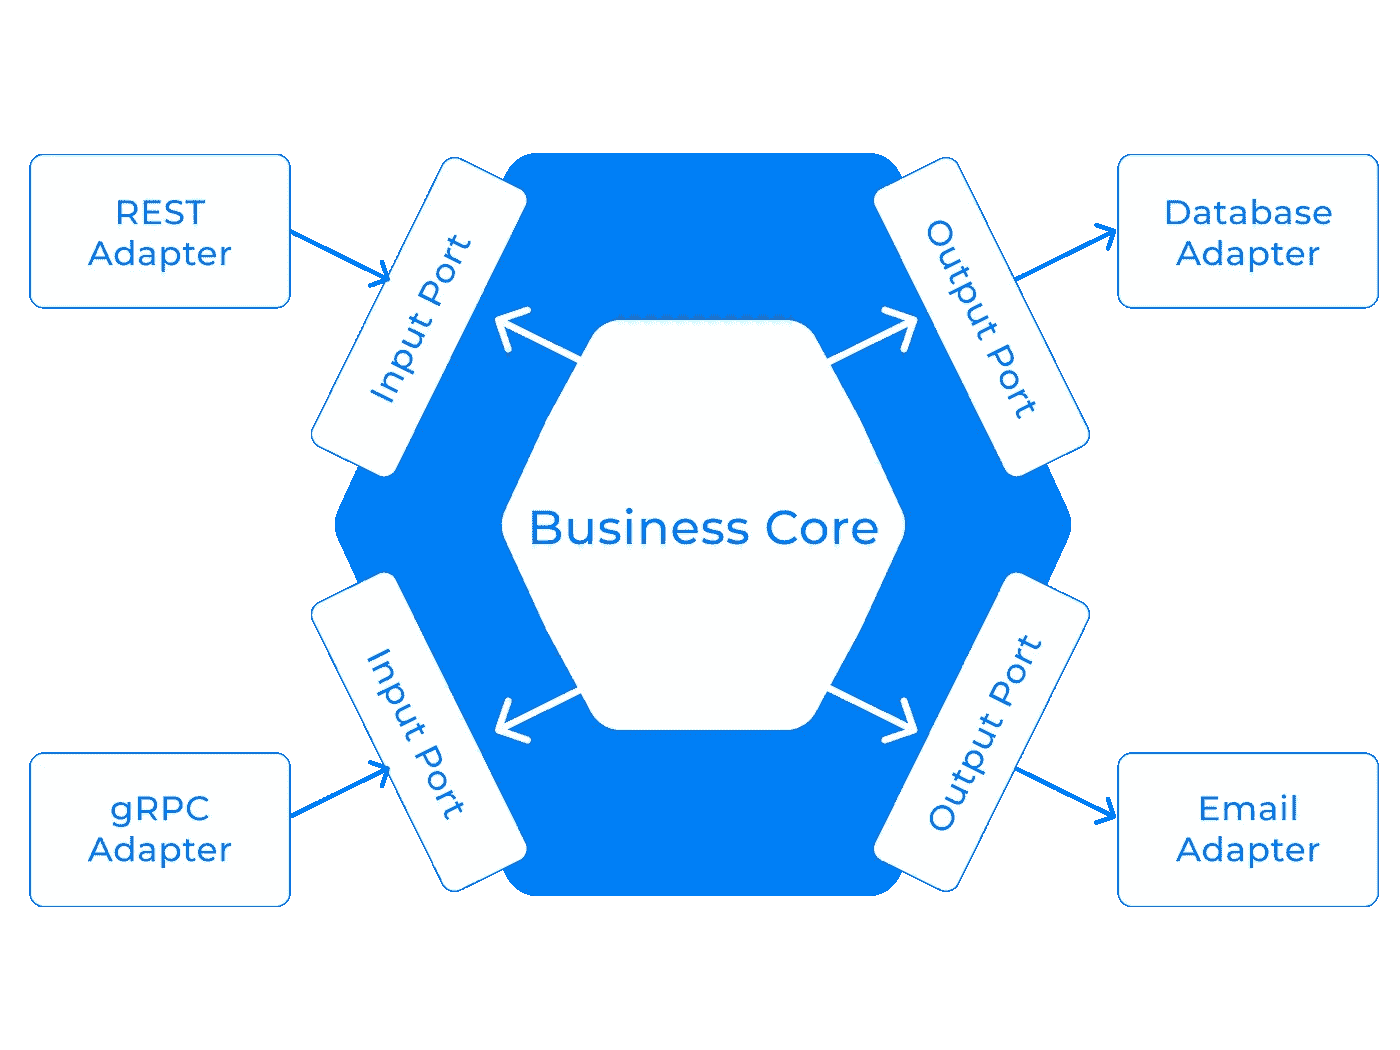 REST
Adapter
Input Port
Output Port
Database
Adapter
Business Core
gRPC
Adapter
Input Port
Output Port
Email
Adapter